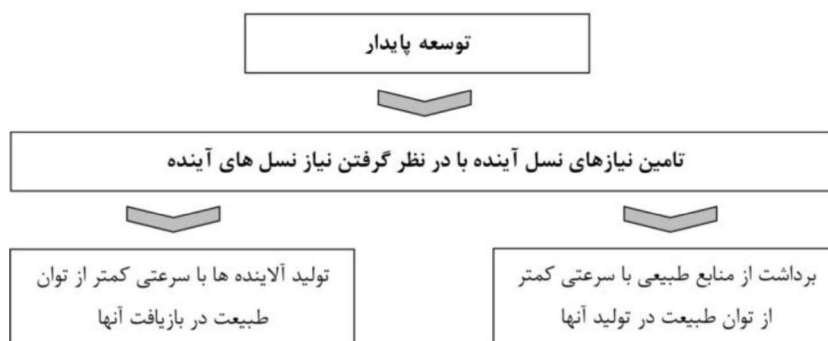 توسعه پایدار
تامین نیازهای نسل آینده با در نظر گرفتن نیاز نسل های آینده
برداشت از منابع طبیعی با سرعتی کمتر
از توان طبیعت در تولید آنها
تولید آلاینده ها با سرعتی کمتر از توان
طبیعت در بازیافت آنها